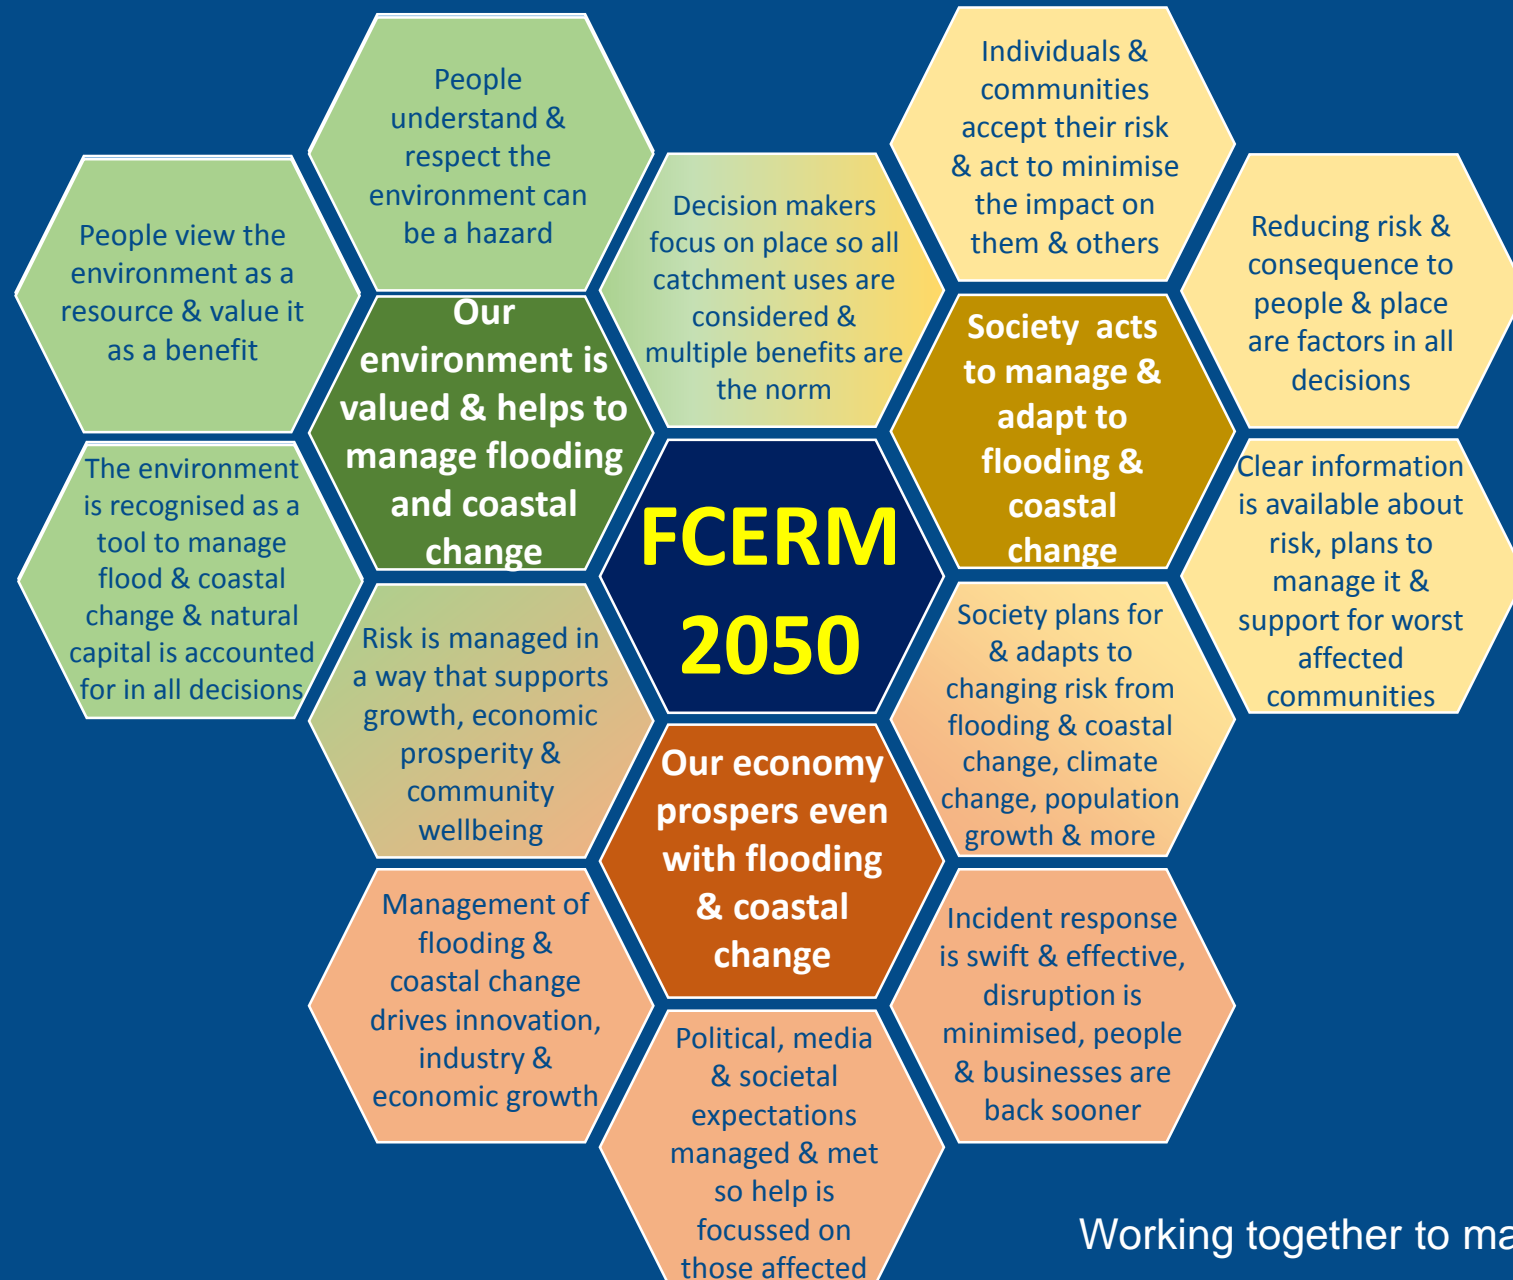 People
understand &
respect the
environment can
be a hazard
Individuals &
communities
accept their risk
& act to minimise
the impact on
them & others
People view the
environment as a
resource & value it
as a benefit
Decision makers
focus on place so all
catchment uses are
considered &
multiple benefits are
the norm
Reducing risk &
consequence to
people & place
are factors in all
decisions
Our
environment is
valued & helps to
manage flooding
and coastal
change
Society acts
to manage &
adapt to
flooding &
coastal
change
The environment
is recognised as a
tool to manage
flood & coastal
change & natural
capital is accounted
for in all decisions
FCERM
2050
Clear information
is available about
risk, plans to
manage it &
support for worst
affected
communities
Risk is managed in
a way that supports
growth, economic
prosperity &
community
wellbeing
Society plans for
& adapts to
changing risk from
flooding & coastal
change, climate
change, population
growth & more
Our economy
prospers even
with flooding
& coastal
change
Management of
flooding &
coastal change
drives innovation,
industry &
economic growth
Incident response
is swift & effective,
disruption is
minimised, people
& businesses are
back sooner
Political, media
& societal
expectations
managed & met
so help is
focussed on
those affected
Working together to